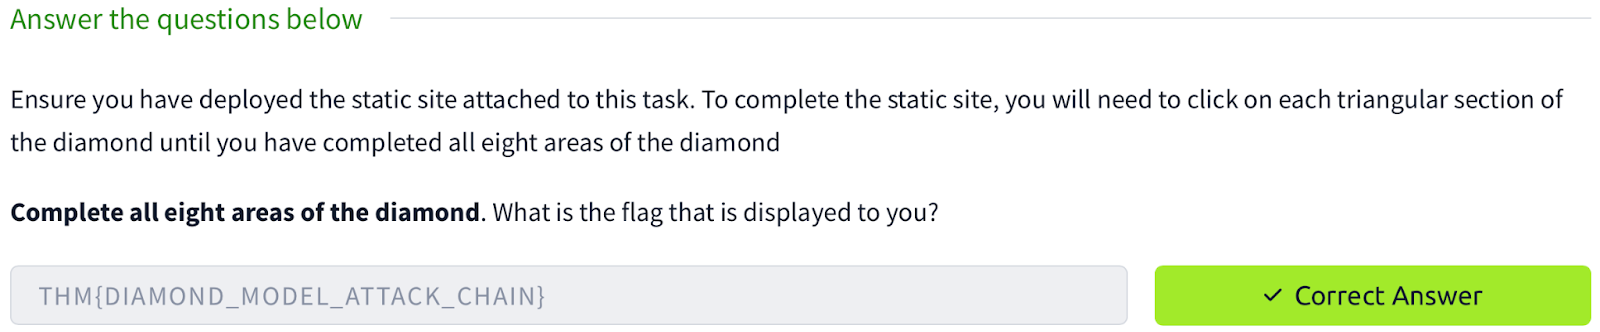 Answer the questions below
Ensure you have deployed the static site attached to this task. To complete the static site, you will need to click on each triangular section of
the diamond until you have completed all eight areas of the diamond
Complete all eight areas of the diamond. What is the flag that is displayed to you?
THM{DIAMOND_MODEL_ATTACK_CHAIN}
✓ Correct Answer